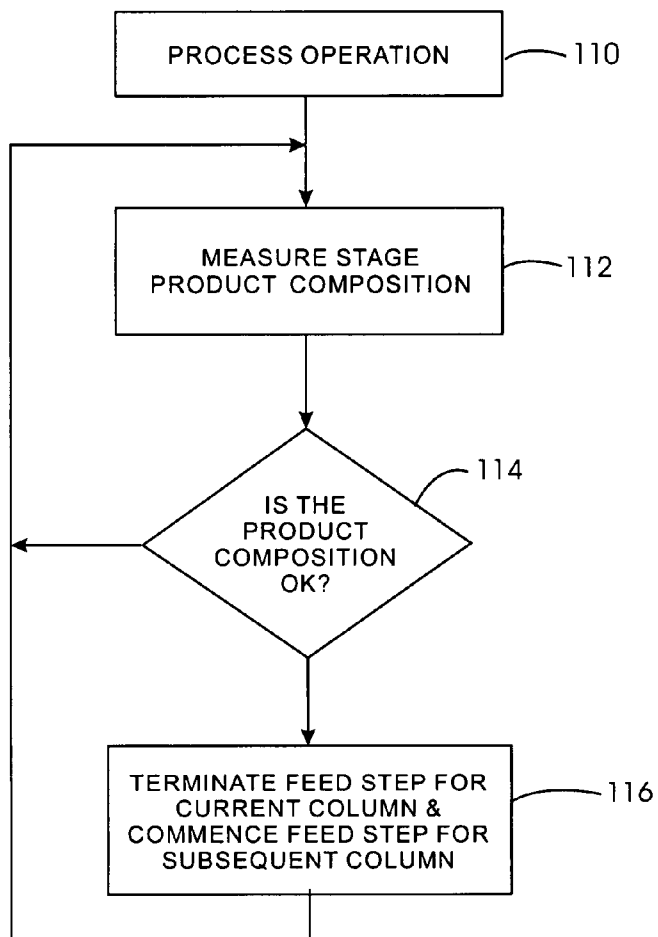 PROCESS OPERATION
110
MEASURE STAGE
PRODUCT COMPOSITION
112
114
IS THE
PRODUCT
COMPOSITION
OK?
TERMINATE FEED STEP FOR
CURRENT COLUMN &
COMMENCE FEED STEP FOR
SUBSEQUENT COLUMN
116